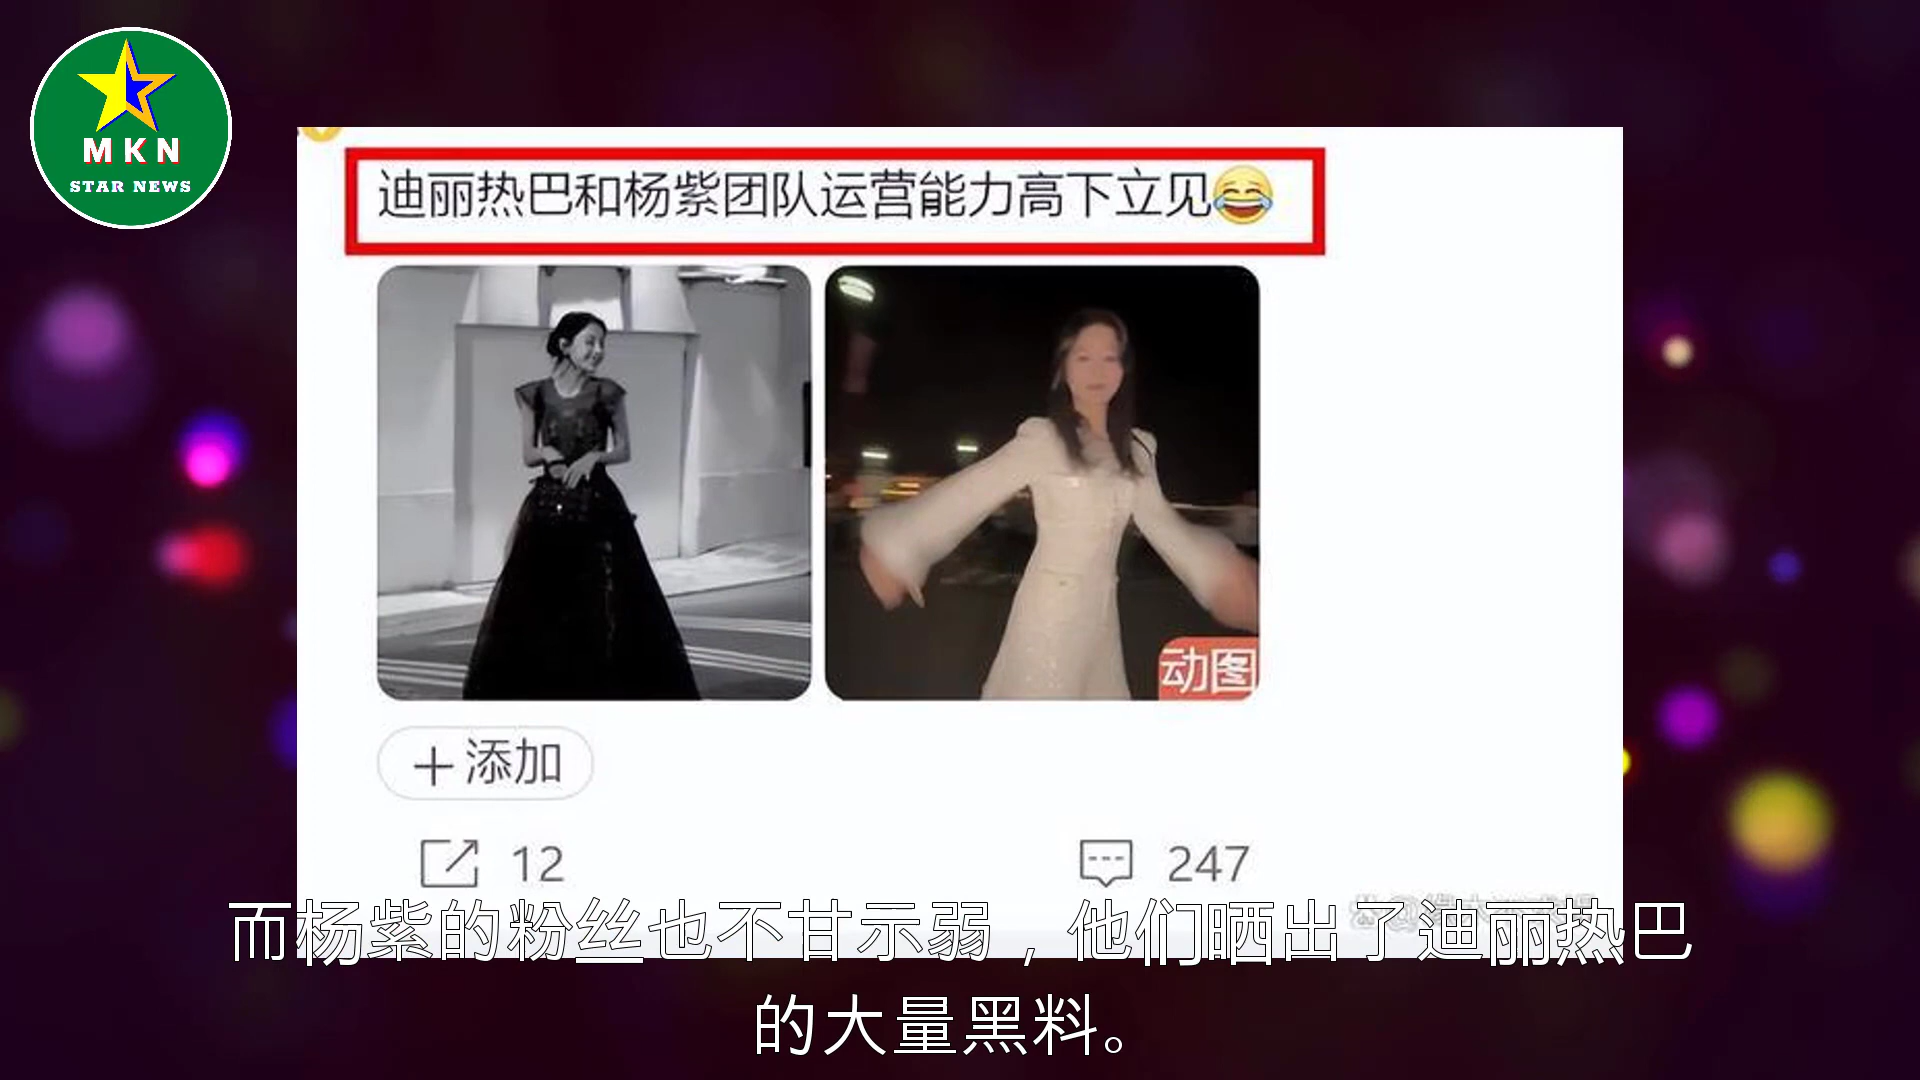 MKN
STAR NEWS
迪丽热巴和杨紫团队运营能力高下立见😂
动图
+添加
12
247
而杨紫的粉丝也不甘示弱，他们晒出了迪丽热巴
的大量黑料。